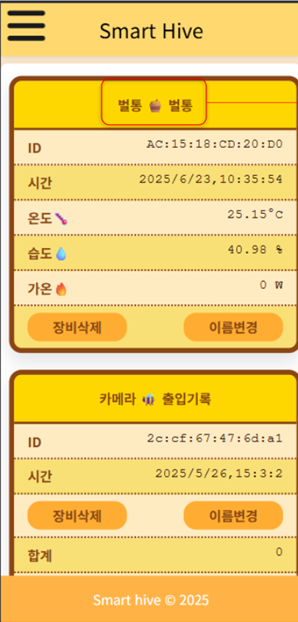 Smart Hive
벌통 벌통
ID AC:15:18:CD:20:D0
시간 2025/6/23,10:35:54
온도 25.15°C
습도 40.98 %
가온 0 W
장비삭제 이름변경
카메라 출입기록
ID 2c:cf:67:47:6d:a1
시간 2025/5/26,15:3:2
장비삭제 이름변경
합계 0
Smart hive © 2025